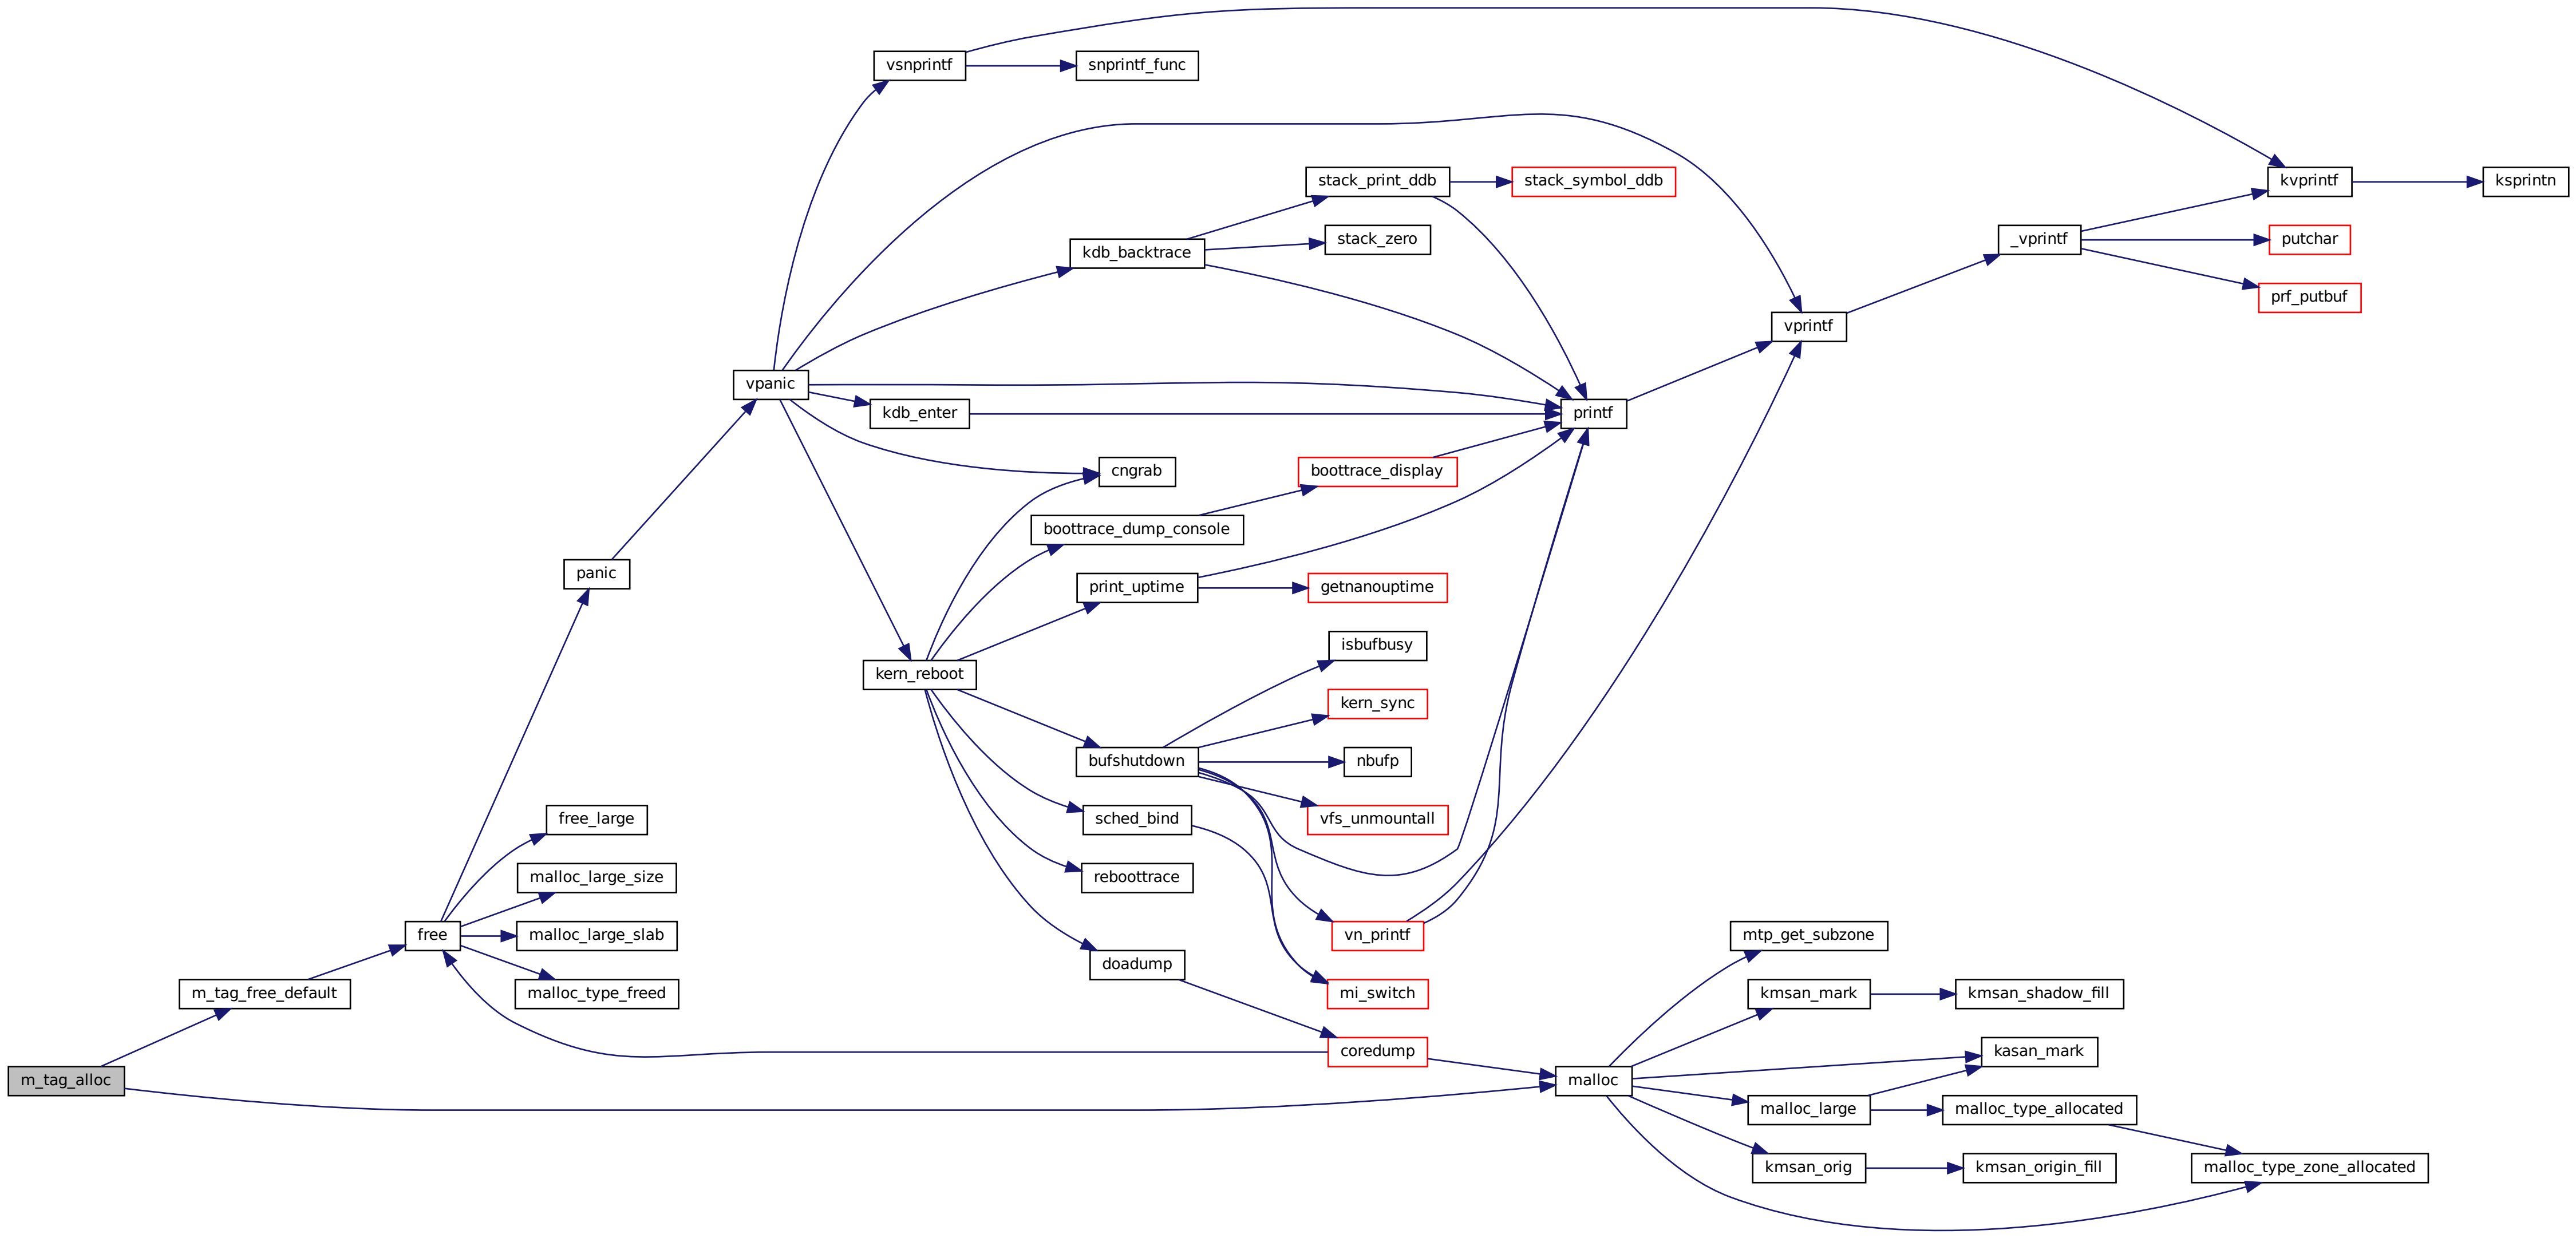 vsnprintf
snprintf_func
stack_print_ddb
stack_symbol_ddb
kvprintf
ksprintn
kdb_backtrace
stack_zero
_vprintf
putchar
prf_putbuf
vprintf
vpanic
kdb_enter
printf
cngrab
boottrace_display
boottrace_dump_console
panic
print_uptime
getnanouptime
isbufbusy
kern_reboot
kern_sync
bufshutdown
nbufp
free_large
sched_bind
vfs_unmountall
malloc_large_size
reboottrace
free
malloc_large_slab
vn_printf
mtp_get_subzone
doadump
m_tag_free_default
malloc_type_freed
mi_switch
kmsan_mark
kmsan_shadow_fill
coredump
kasan_mark
m_tag_alloc
malloc
malloc_large
malloc_type_allocated
kmsan_orig
kmsan_origin_fill
malloc_type_zone_allocated